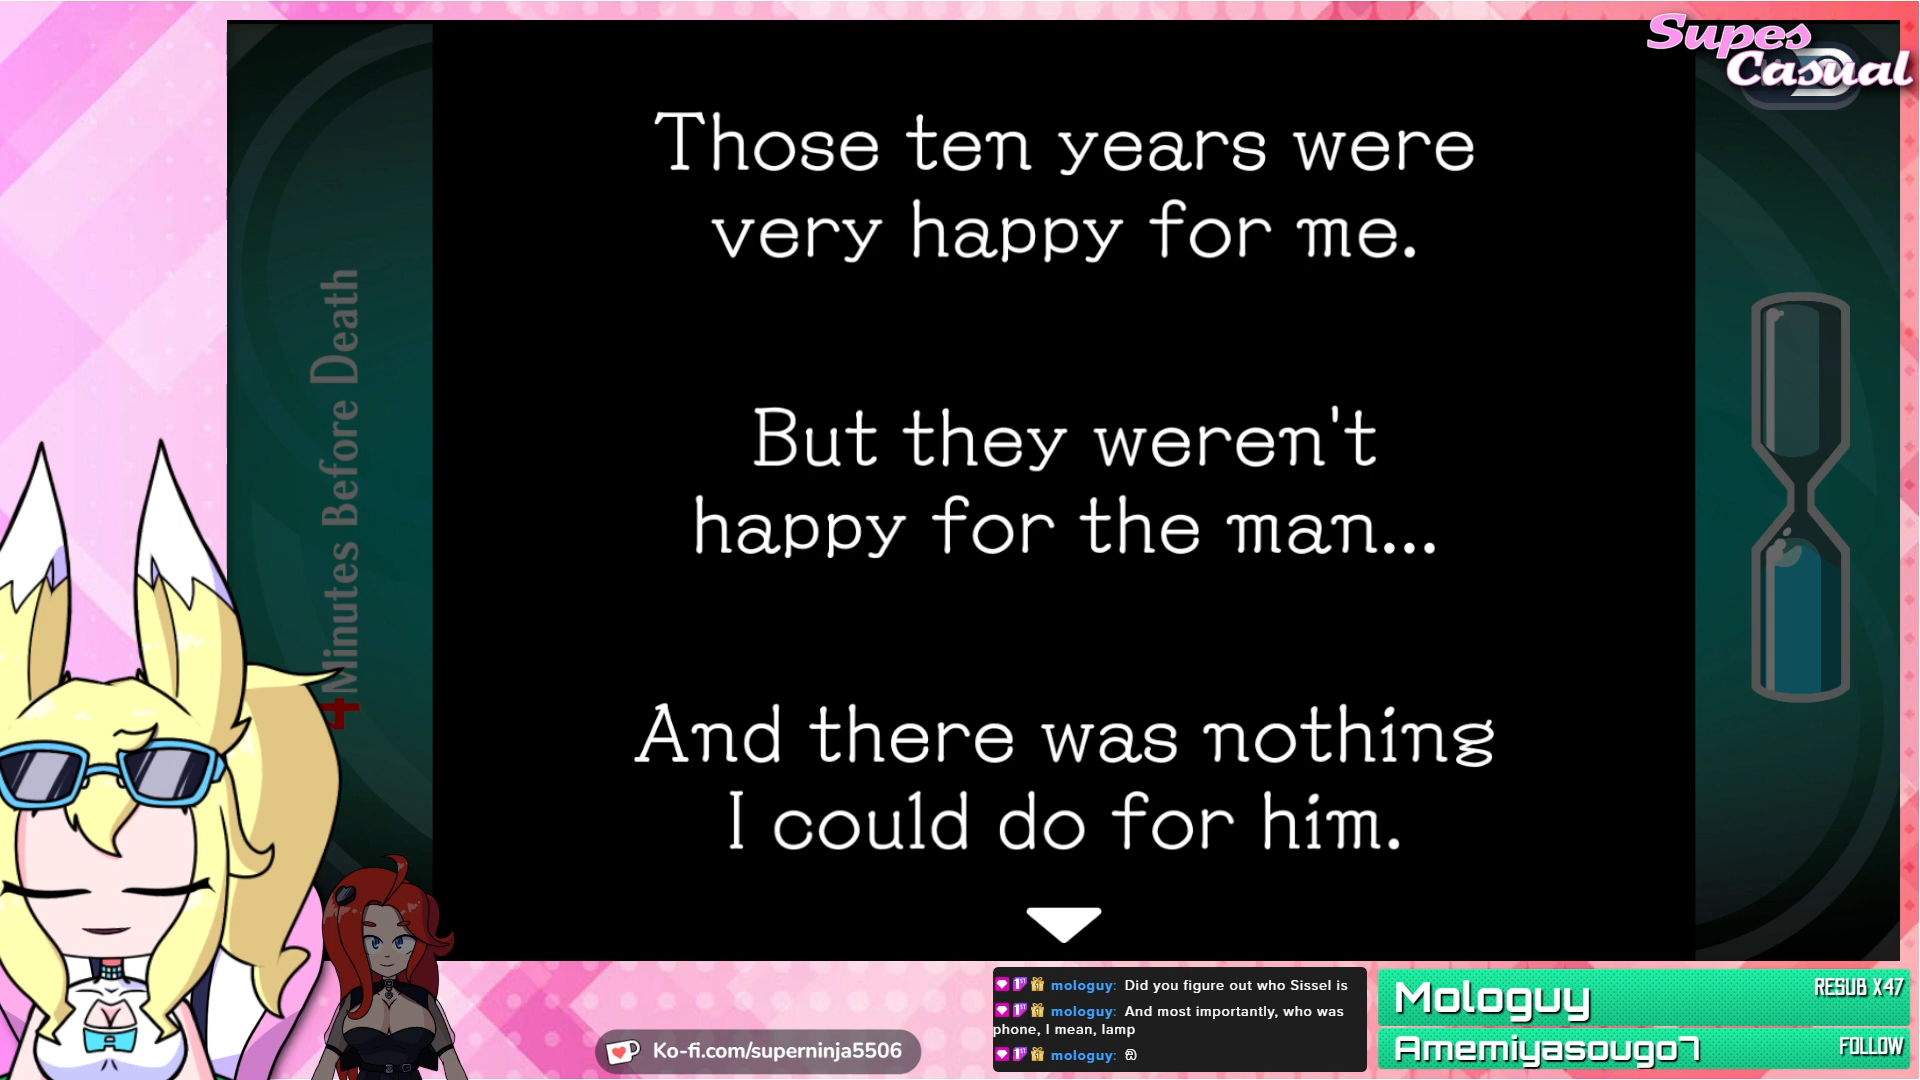 Supes
Casual
Those ten years were
very happy for me.
But they weren't
happy for the man...
And there was nothing
I could do for him.
4 Minutes Before Death
mologuy: Did you figure out who Sissel is
mologuy: And most importantly, who was
phone, I mean, lamp
mologuy:
Ko-fi.com/superninja5506
Mologuy
RESUB X47
Amemiyasougo7
FOLLOW